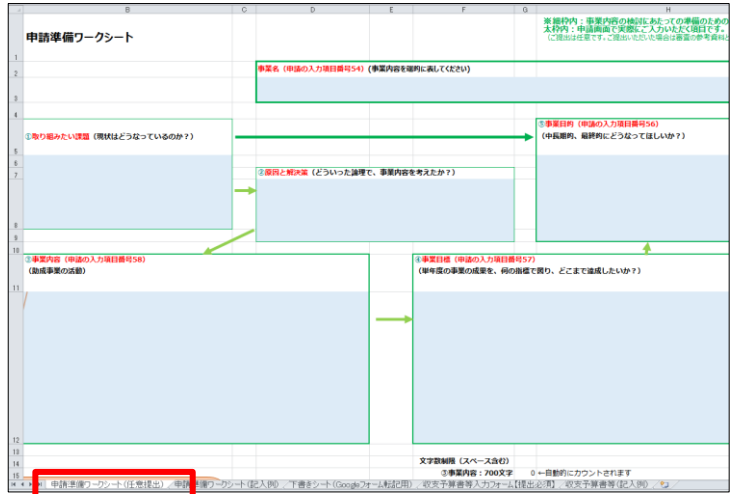 B C D E F G H
申請準備ワークシート
※細枠内：事業内容の検討にあたっての準備のための
太枠内：申請画面で実際にご入力いただく項目です。
（ご提出は任意です。ご提出いただいた場合は審査の参考資料と
1
事業名（申請の入力項目番号54）(事業内容を端的に表してください)
2
3
4
①取り組みたい課題（現状はどうなっているのか？）
⑤事業目的（申請の入力項目番号56）
（中長期的、最終的にどうなってほしいか？）
5
6
②原因と解決策（どういった論理で、事業内容を考えたか？）
7
8
9
10
③事業内容（申請の入力項目番号58）
（助成事業の活動）
④事業目標（申請の入力項目番号57）
（単年度の事業の成果を、何の指標で図り、どこまで達成したいか？）
11
12
13
文字数制限（スペース含む）
14
③事業内容：700文字 0 ←自動的にカウントされます
15
申請準備ワークシート（任意提出） 申請準備ワークシート（記入例） 下書きシート（Googleフォーム転記用） 収支予算書等入力フォーム【提出必須】 収支予算書等（記入例）